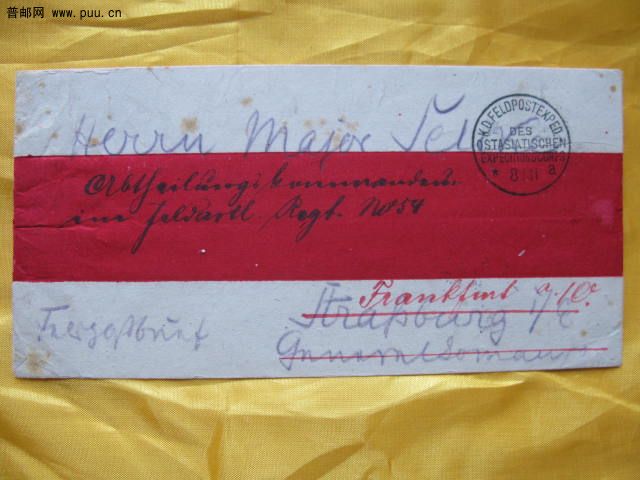 普邮网 www.puu.cn
Herrn Major
K.D.FELDPOSTEXPED.
DES
OSTASIATISCHEN
EXPEDITIONSCORPS
a
Abtheilungskommandeur
im Feldartl. Regt. No 54
Frankfurt a./O.
Feldpostbrief
Straßburg i/E